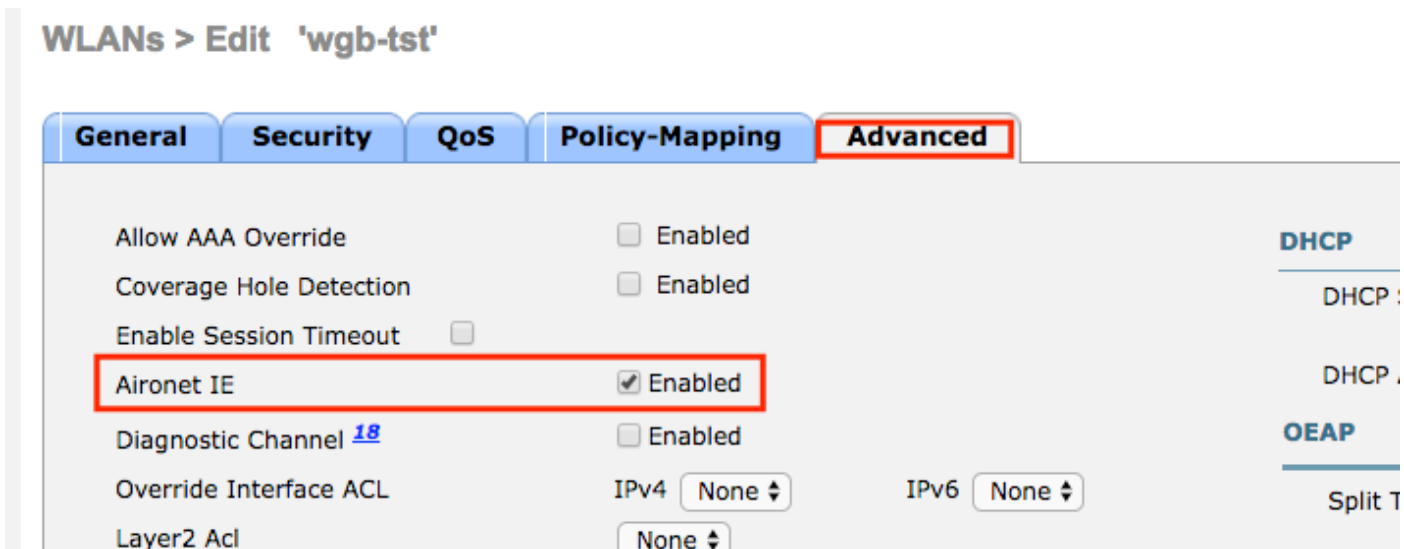 WLANs > Edit 'wgb-tst'
General Security QoS Policy-Mapping Advanced
Allow AAA Override Enabled
Coverage Hole Detection Enabled
Enable Session Timeout
Aironet IE Enabled
Diagnostic Channel 18 Enabled
Override Interface ACL IPv4 None IPv6 None
Layer2 Acl None
DHCP
DHCP
DHCP
OEAP
Split